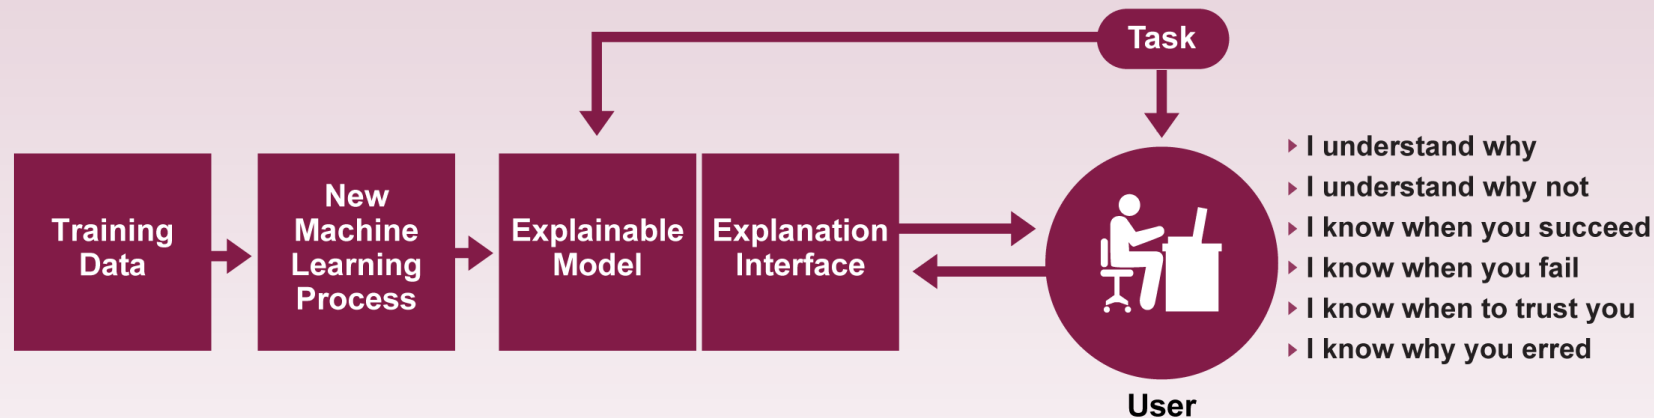 Task
Training
Data
New
Machine
Learning
Process
Explainable
Model
Explanation
Interface
User
I understand why
I understand why not
I know when you succeed
I know when you fail
I know when to trust you
I know why you erred